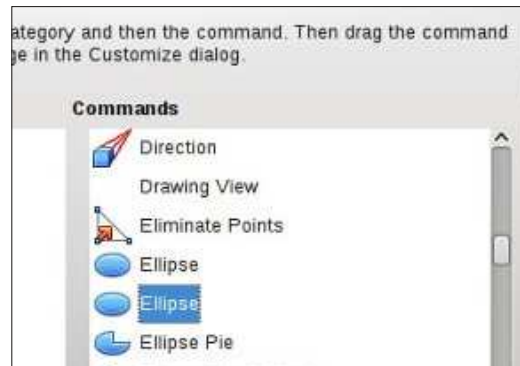 ategory and then the command. Then drag the command
ge in the Customize dialog.
Commands
Direction
Drawing View
Eliminate Points
Ellipse
Ellipse
Ellipse Pie